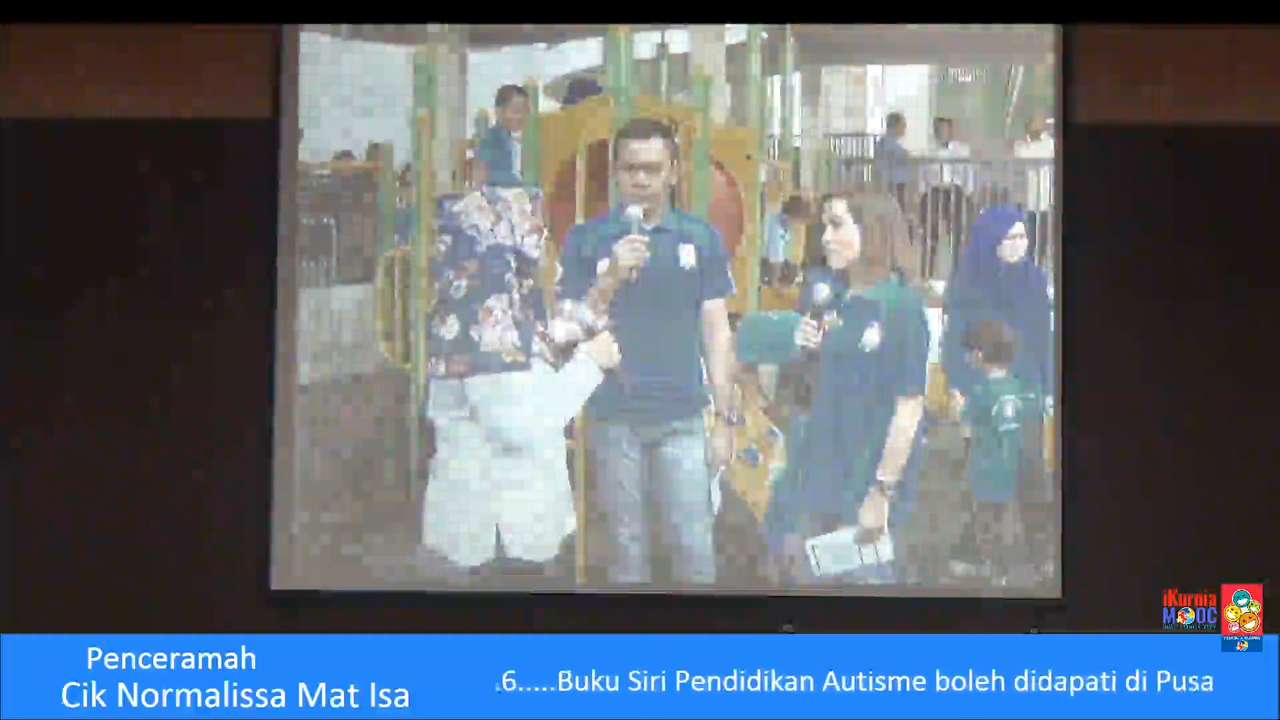 iKurnia
MOOC
Penceramah
Cik Normalissa Mat Isa
.6.....Buku Siri Pendidikan Autisme boleh didapati di Pusa